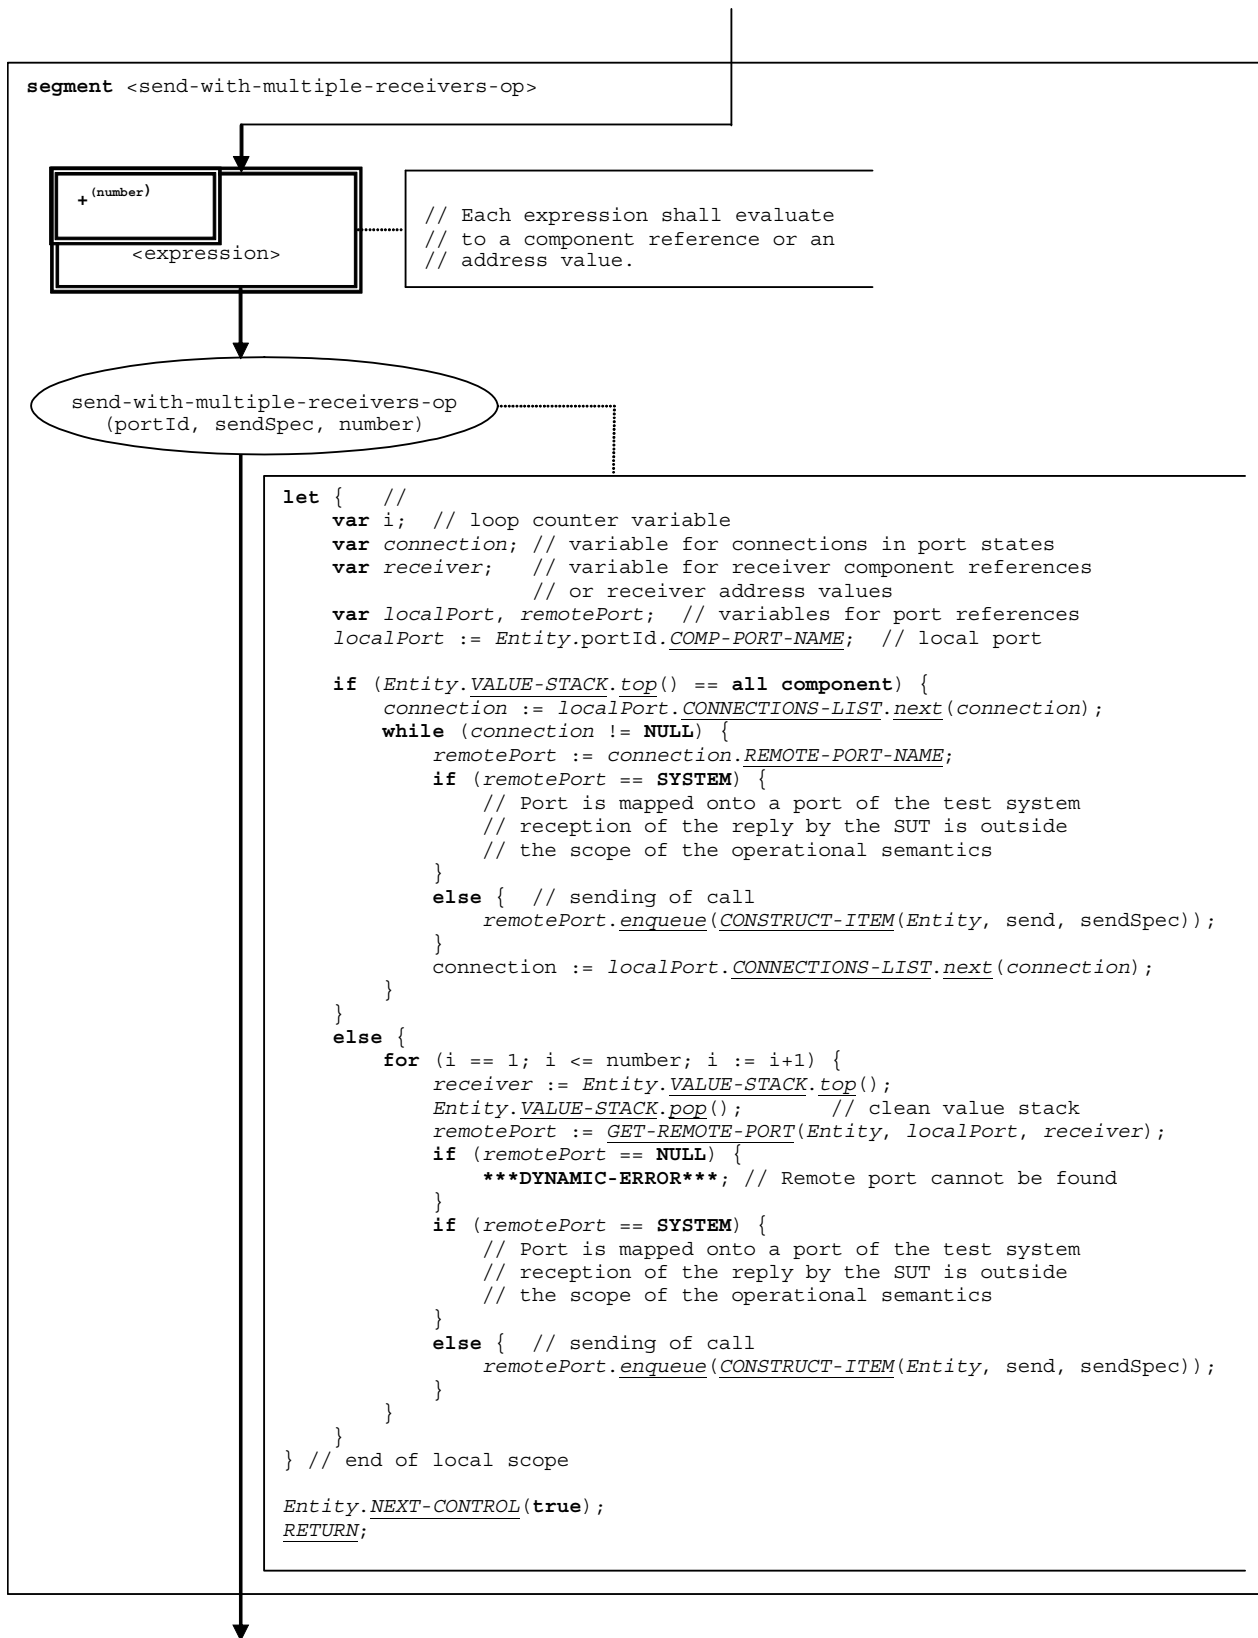 segment <send-with-multiple-receivers-op>
+(number)
<expression>
// Each expression shall evaluate
// to a component reference or an
// address value.
send-with-multiple-receivers-op
(portId, sendSpec, number)
let {   //
    var i;  // loop counter variable
    var connection; // variable for connections in port states
    var receiver;   // variable for receiver component references
                    // or receiver address values
    var localPort, remotePort;  // variables for port references
    localPort := Entity.portId.COMP-PORT-NAME;  // local port
    if (Entity.VALUE-STACK.top() == all component) {
        connection := localPort.CONNECTIONS-LIST.next(connection);
        while (connection != NULL) {
            remotePort := connection.REMOTE-PORT-NAME;
            if (remotePort == SYSTEM) {
                // Port is mapped onto a port of the test system
                // reception of the reply by the SUT is outside
                // the scope of the operational semantics
            }
            else {  // sending of call
                remotePort.enqueue(CONSTRUCT-ITEM(Entity, send, sendSpec));
            }
            connection := localPort.CONNECTIONS-LIST.next(connection);
        }
    }
    else {
        for (i == 1; i <= number; i := i+1) {
            receiver := Entity.VALUE-STACK.top();
            Entity.VALUE-STACK.pop();       // clean value stack
            remotePort := GET-REMOTE-PORT(Entity, localPort, receiver);
            if (remotePort == NULL) {
                ***DYNAMIC-ERROR***; // Remote port cannot be found
            }
            if (remotePort == SYSTEM) {
                // Port is mapped onto a port of the test system
                // reception of the reply by the SUT is outside
                // the scope of the operational semantics
            }
            else {  // sending of call
                remotePort.enqueue(CONSTRUCT-ITEM(Entity, send, sendSpec));
            }
        }
    }
} // end of local scope
Entity.NEXT-CONTROL(true);
RETURN;